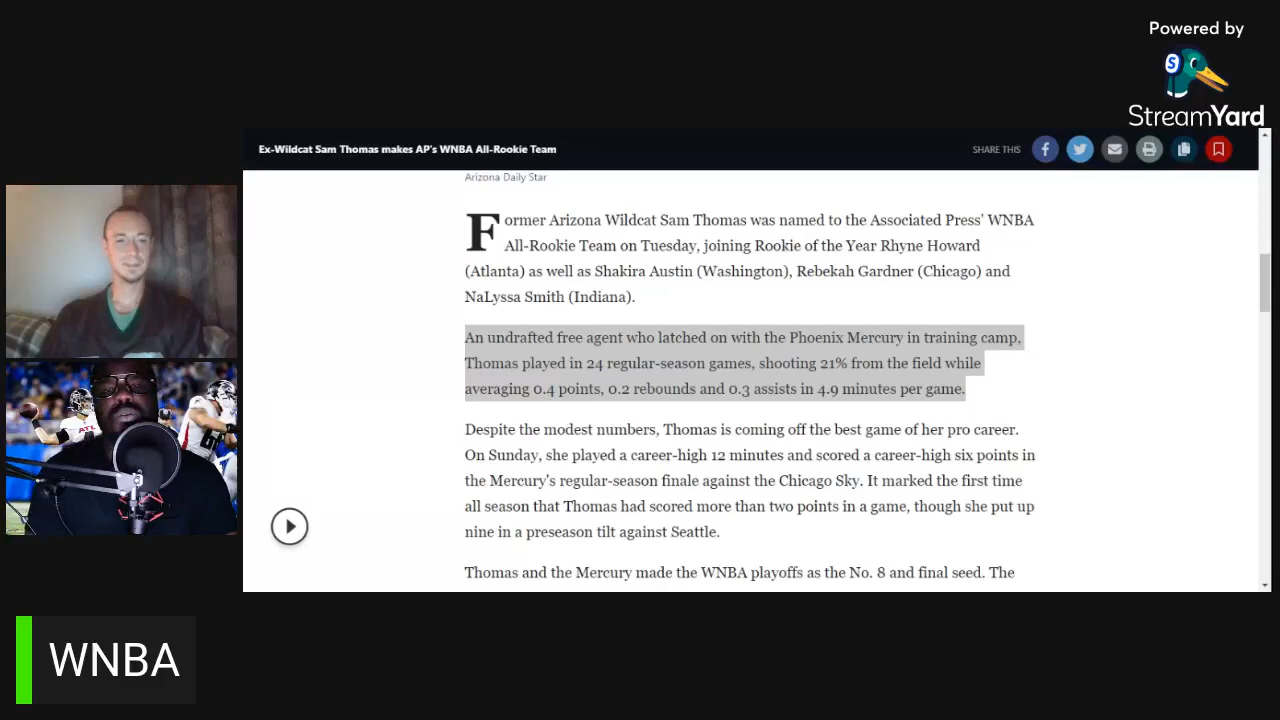 Powered by
S
StreamYard
Ex-Wildcat Sam Thomas makes AP's WNBA All-Rookie Team
SHARE THIS
Arizona Daily Star
Former Arizona Wildcat Sam Thomas was named to the Associated Press' WNBA
All-Rookie Team on Tuesday, joining Rookie of the Year Rhyne Howard
(Atlanta) as well as Shakira Austin (Washington), Rebekah Gardner (Chicago) and
NaLyssa Smith (Indiana).
An undrafted free agent who latched on with the Phoenix Mercury in training camp,
Thomas played in 24 regular-season games, shooting 21% from the field while
averaging 0.4 points, 0.2 rebounds and 0.3 assists in 4.9 minutes per game.
Despite the modest numbers, Thomas is coming off the best game of her pro career.
On Sunday, she played a career-high 12 minutes and scored a career-high six points in
the Mercury's regular-season finale against the Chicago Sky. It marked the first time
all season that Thomas had scored more than two points in a game, though she put up
nine in a preseason tilt against Seattle.
Thomas and the Mercury made the WNBA playoffs as the No. 8 and final seed. The
ATL
WNBA